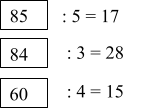 85 : 5 = 17
84 : 3 = 28
60 : 4 = 15